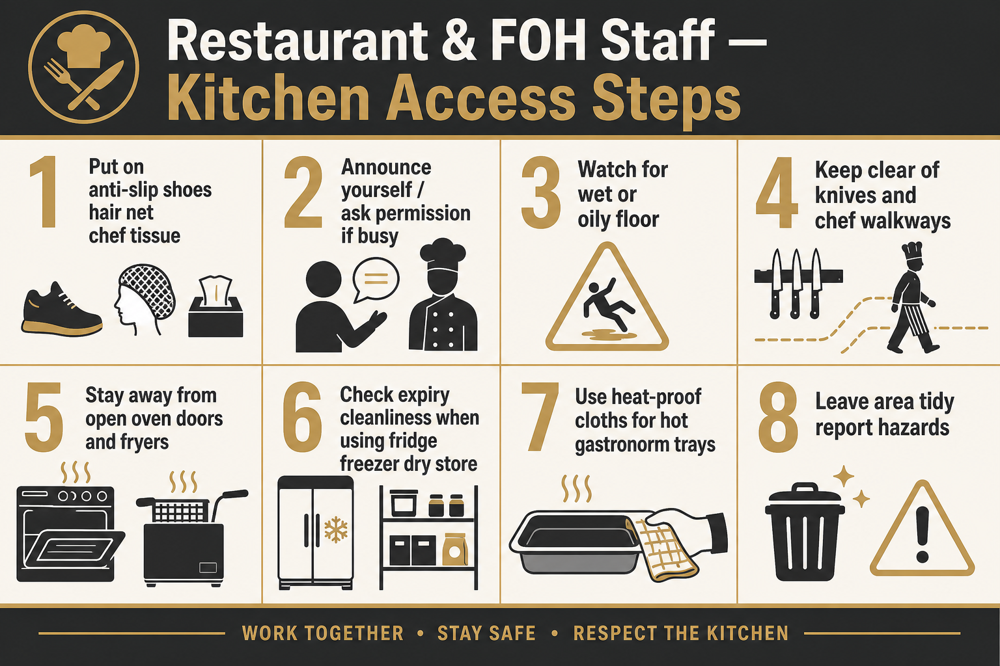 Restaurant & FOH Staff —
Kitchen Access Steps
1
Put on
anti-slip shoes
hair net
chef tissue
2
Announce
yourself /
ask permission
if busy
3
Watch for
wet or
oily floor
4
Keep clear of
knives and
chef walkways
5
Stay away from
open oven doors
and fryers
6
Check expiry
cleanliness when
using fridge
freezer dry store
7
Use heat-proof
cloths for hot
gastronorm trays
8
Leave area tidy
report hazards
WORK TOGETHER • STAY SAFE • RESPECT THE KITCHEN